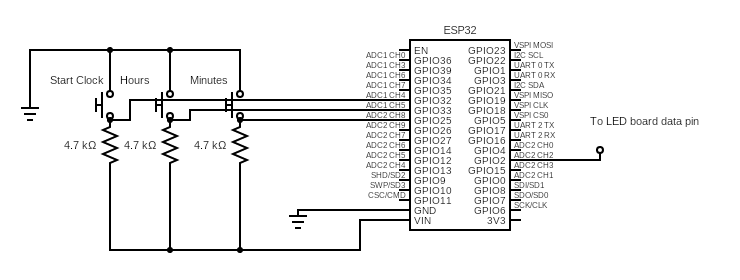 ESP32
EN GPIO23 VSPI MOSI
ADC1 CH0 GPIO36 GPIO22 I2C SCL
ADC1 CH3 GPIO39 GPIO1 UART 0 TX
ADC1 CH6 GPIO34 GPIO3 UART 0 RX
Start Clock Hours Minutes ADC1 CH7 GPIO35 GPIO21 I2C SDA
ADC1 CH4 GPIO32 GPIO19 VSPI MISO
ADC1 CH5 GPIO33 GPIO18 VSPI CLK
ADC2 CH8 GPIO25 GPIO5 VSPI CS0
To LED board data pin
ADC2 CH9 GPIO26 GPIO17 UART 2 TX
ADC2 CH7 GPIO27 GPIO16 UART 2 RX
4.7 kΩ 4.7 kΩ 4.7 kΩ ADC2 CH6 GPIO14 GPIO4 ADC2 CH0
ADC2 CH5 GPIO12 GPIO2 ADC2 CH2
ADC2 CH4 GPIO13 GPIO15 ADC2 CH3
SHD/SD2 GPIO9 GPIO0 ADC2 CH1
SWP/SD3 GPIO10 GPIO8 SDI/SD1
CSC/CMD GPIO11 GPIO7 SDO/SD0
GND GPIO6 SCK/CLK
VIN 3V3